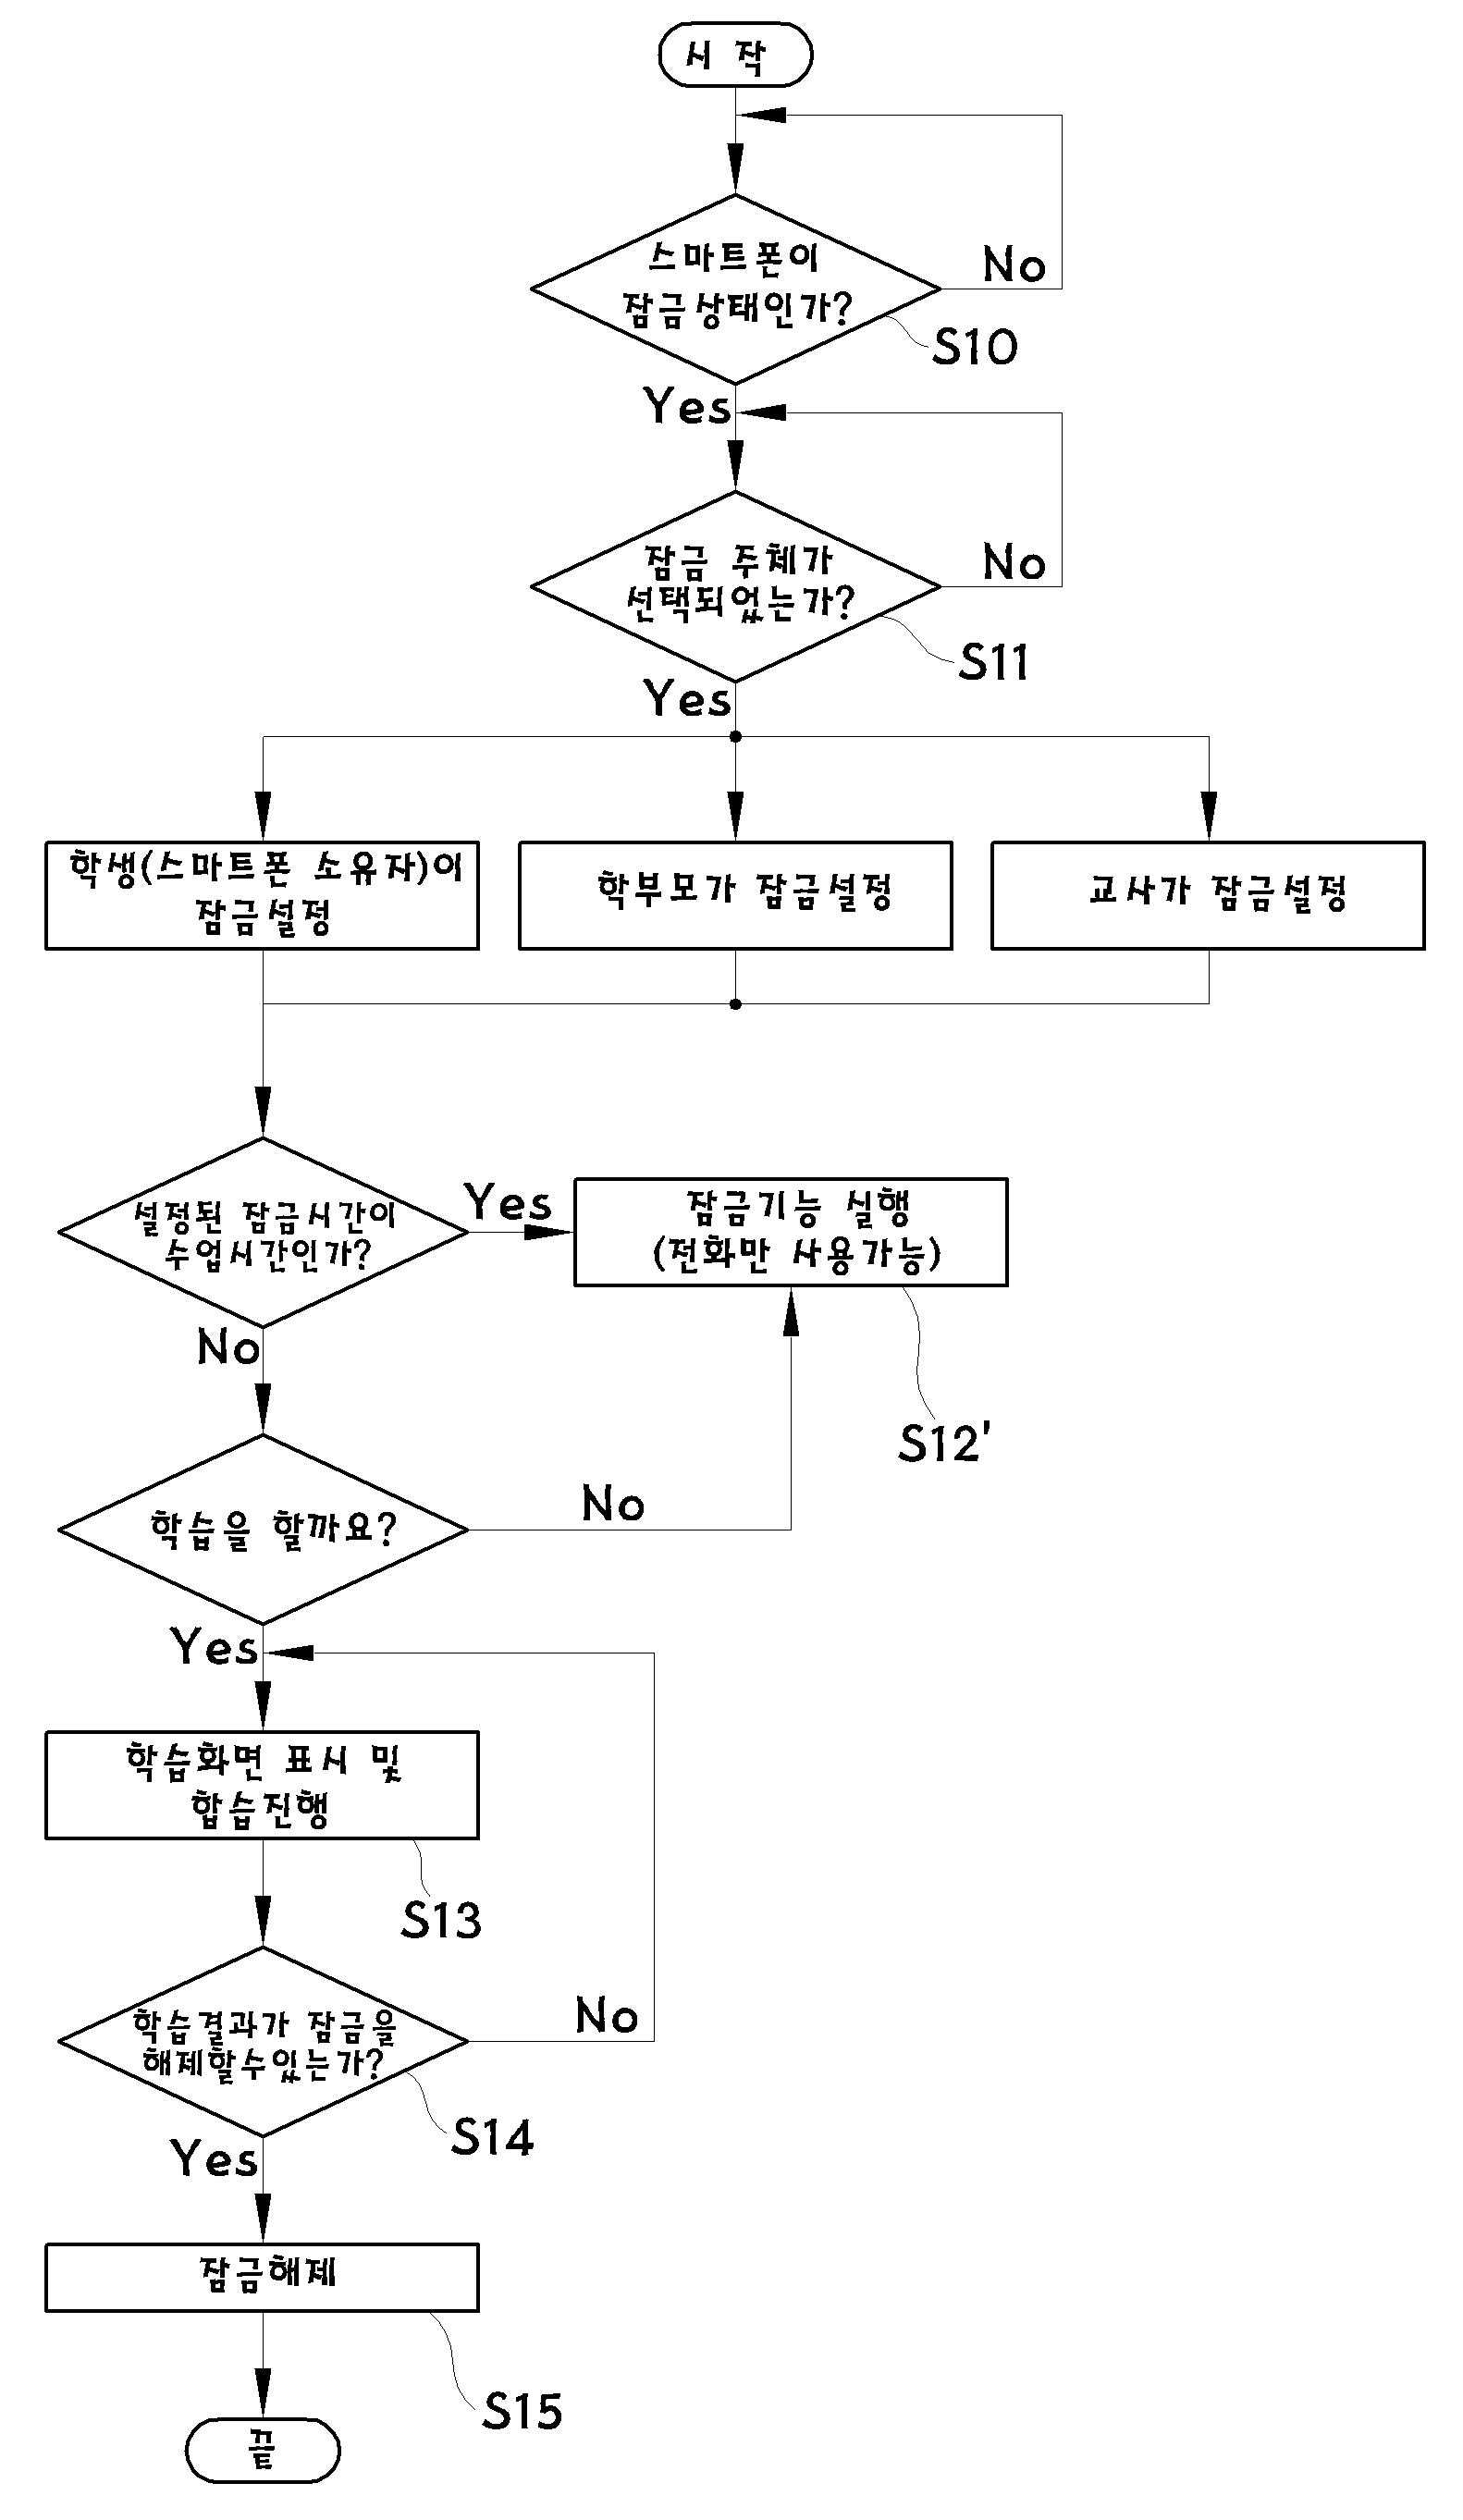 시 작
스마트폰이
잠금상태인가?
No
S10
Yes
잠금 주체가
선택되었는가?
No
S11
Yes
학생(스마트폰 소유자)이
잠금설정
학부모가 잠금설정
교사가 잠금설정
설정된 잠금시간이
수업시간인가?
Yes
잠금기능 실행
(전화만 사용가능)
No
S12'
학습을 할까요?
No
Yes
학습화면 표시 및
합습진행
S13
학습결과가 잠금을
해제할수있는가?
No
S14
Yes
잠금해제
S15
끝